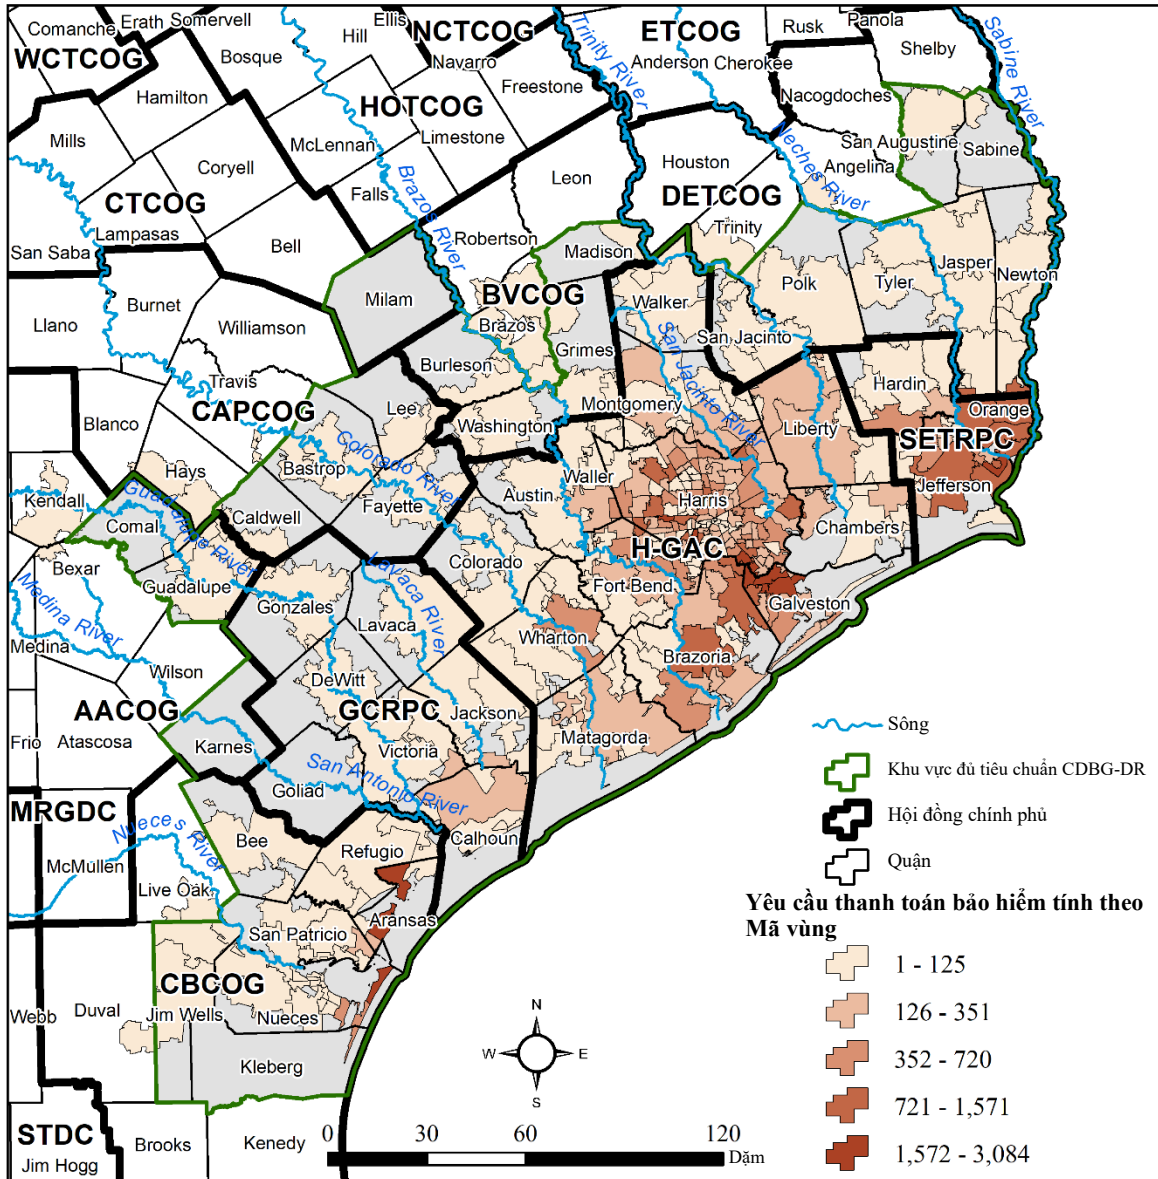 Comanche
Erath
Somervell
Bosque
Hill
Ellis
NCTCOG
Navarro
Trinity River
ETCOG
Anderson
Cherokee
Rusk
Panola
Shelby
Sabine River
WCTCOG
Hamilton
HOTCOG
Freestone
Limestone
McLennan
Nacogdoches
Mills
Coryell
Falls
Brazos River
Leon
Houston
Neches River
San Augustine
Angelina
Sabine
CTCOG
Lampasas
DETCOG
Trinity
San Saba
Bell
Robertson
Madison
Burnet
Milam
BVCOG
Walker
Polk
Tyler
Jasper
Newton
Llano
Williamson
Brazos
Grimes
San Jacinto
San Jacinto River
Burleson
Hardin
Travis
CAPCOG
Lee
Montgomery
Liberty
Orange
Blanco
Washington
SETRPC
Bastrop
Colorado River
Hays
Waller
Jefferson
Kendall
Guadalupe River
Fayette
Austin
Harris
Comal
Caldwell
Chambers
Bexar
Lavaca River
Colorado
H-GAC
Guadalupe
Fort Bend
Medina River
Gonzales
Galveston
Lavaca
Wharton
Medina
Wilson
Brazoria
DeWitt
AACOG
GCRPC
Jackson
Frio
Atascosa
Karnes
Victoria
Matagorda
Goliad
San Antonio River
MRGDC
Nueces River
Bee
Refugio
Calhoun
McMullen
Live Oak
Aransas
San Patricio
CBCOG
Webb
Duval
Jim Wells
Nueces
Kleberg
STDC
Jim Hogg
Brooks
Kenedy
Sông
Khu vực đủ tiêu chuẩn CDBG-DR
Hội đồng chính phủ
Quận
Yêu cầu thanh toán bảo hiểm tính theo
Mã vùng
1 - 125
126 - 351
352 - 720
721 - 1,571
1,572 - 3,084
N
W
E
S
0
30
60
120
Dặm